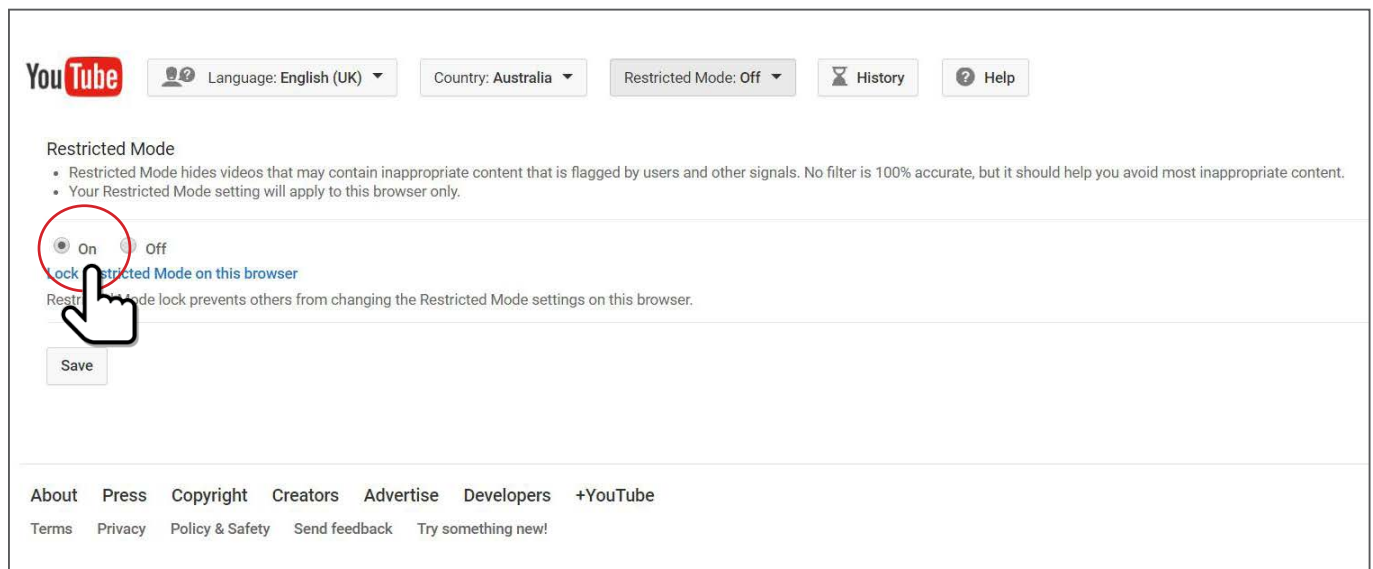 YouTube Language: English (UK) Country: Australia Restricted Mode: Off History Help
Restricted Mode
• Restricted Mode hides videos that may contain inappropriate content that is flagged by users and other signals. No filter is 100% accurate, but it should help you avoid most inappropriate content.
• Your Restricted Mode setting will apply to this browser only.
On Off
Lock Restricted Mode on this browser
Restricted Mode lock prevents others from changing the Restricted Mode settings on this browser.
Save
About Press Copyright Creators Advertise Developers +YouTube
Terms Privacy Policy & Safety Send feedback Try something new!